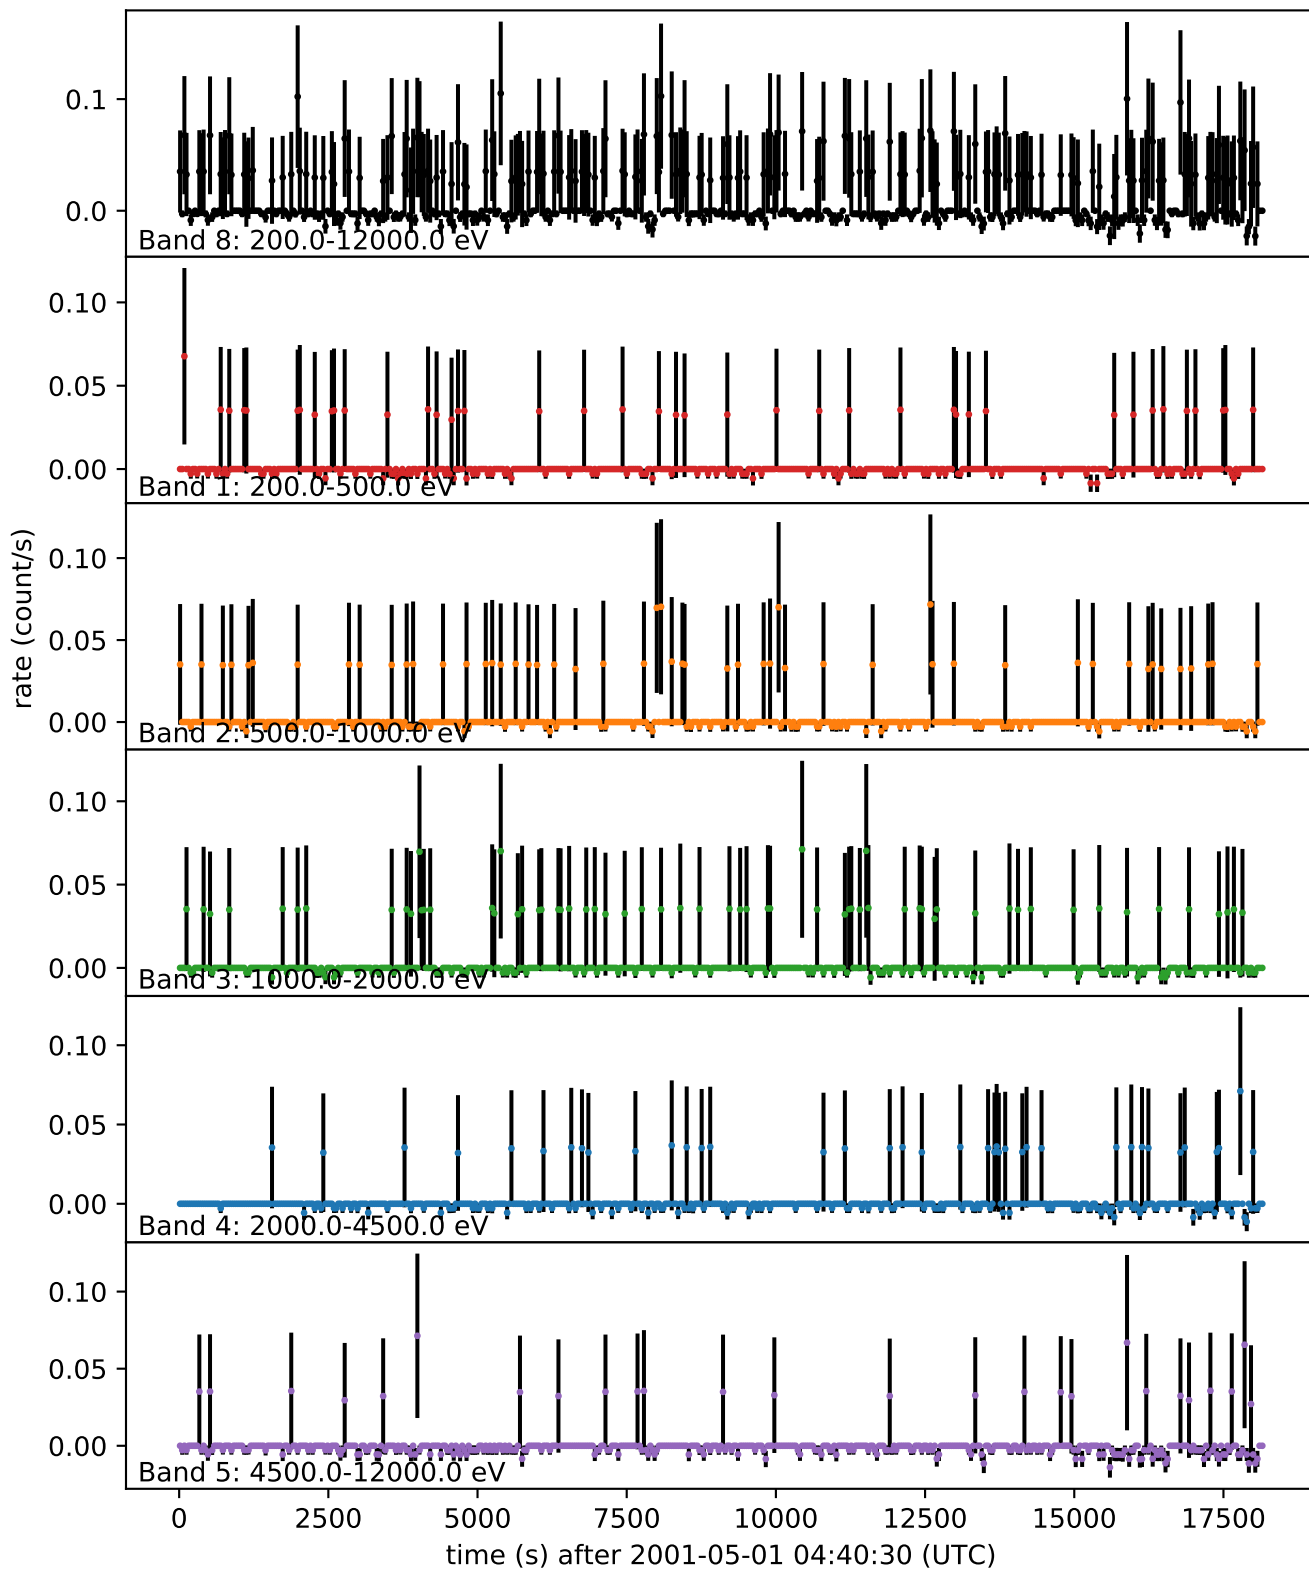 0.1
0.0
Band 8: 200.0-12000.0 eV
0.10
0.05
0.00
Band 1: 200.0-500.0 eV
0.10
0.05
0.00
Band 2: 500.0-1000.0 eV
rate (count/s)
0.10
0.05
0.00
Band 3: 1000.0-2000.0 eV
0.10
0.05
0.00
Band 4: 2000.0-4500.0 eV
0.10
0.05
0.00
Band 5: 4500.0-12000.0 eV
0 2500 5000 7500 10000 12500 15000 17500
time (s) after 2001-05-01 04:40:30 (UTC)